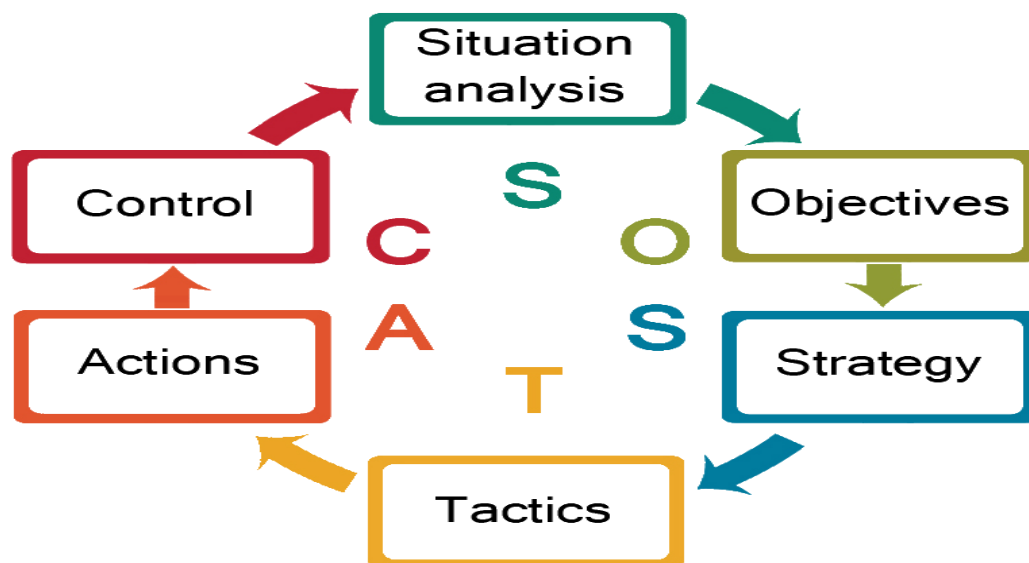 Situation
analysis
Objectives
Strategy
Tactics
Actions
Control
S
O
S
T
A
C